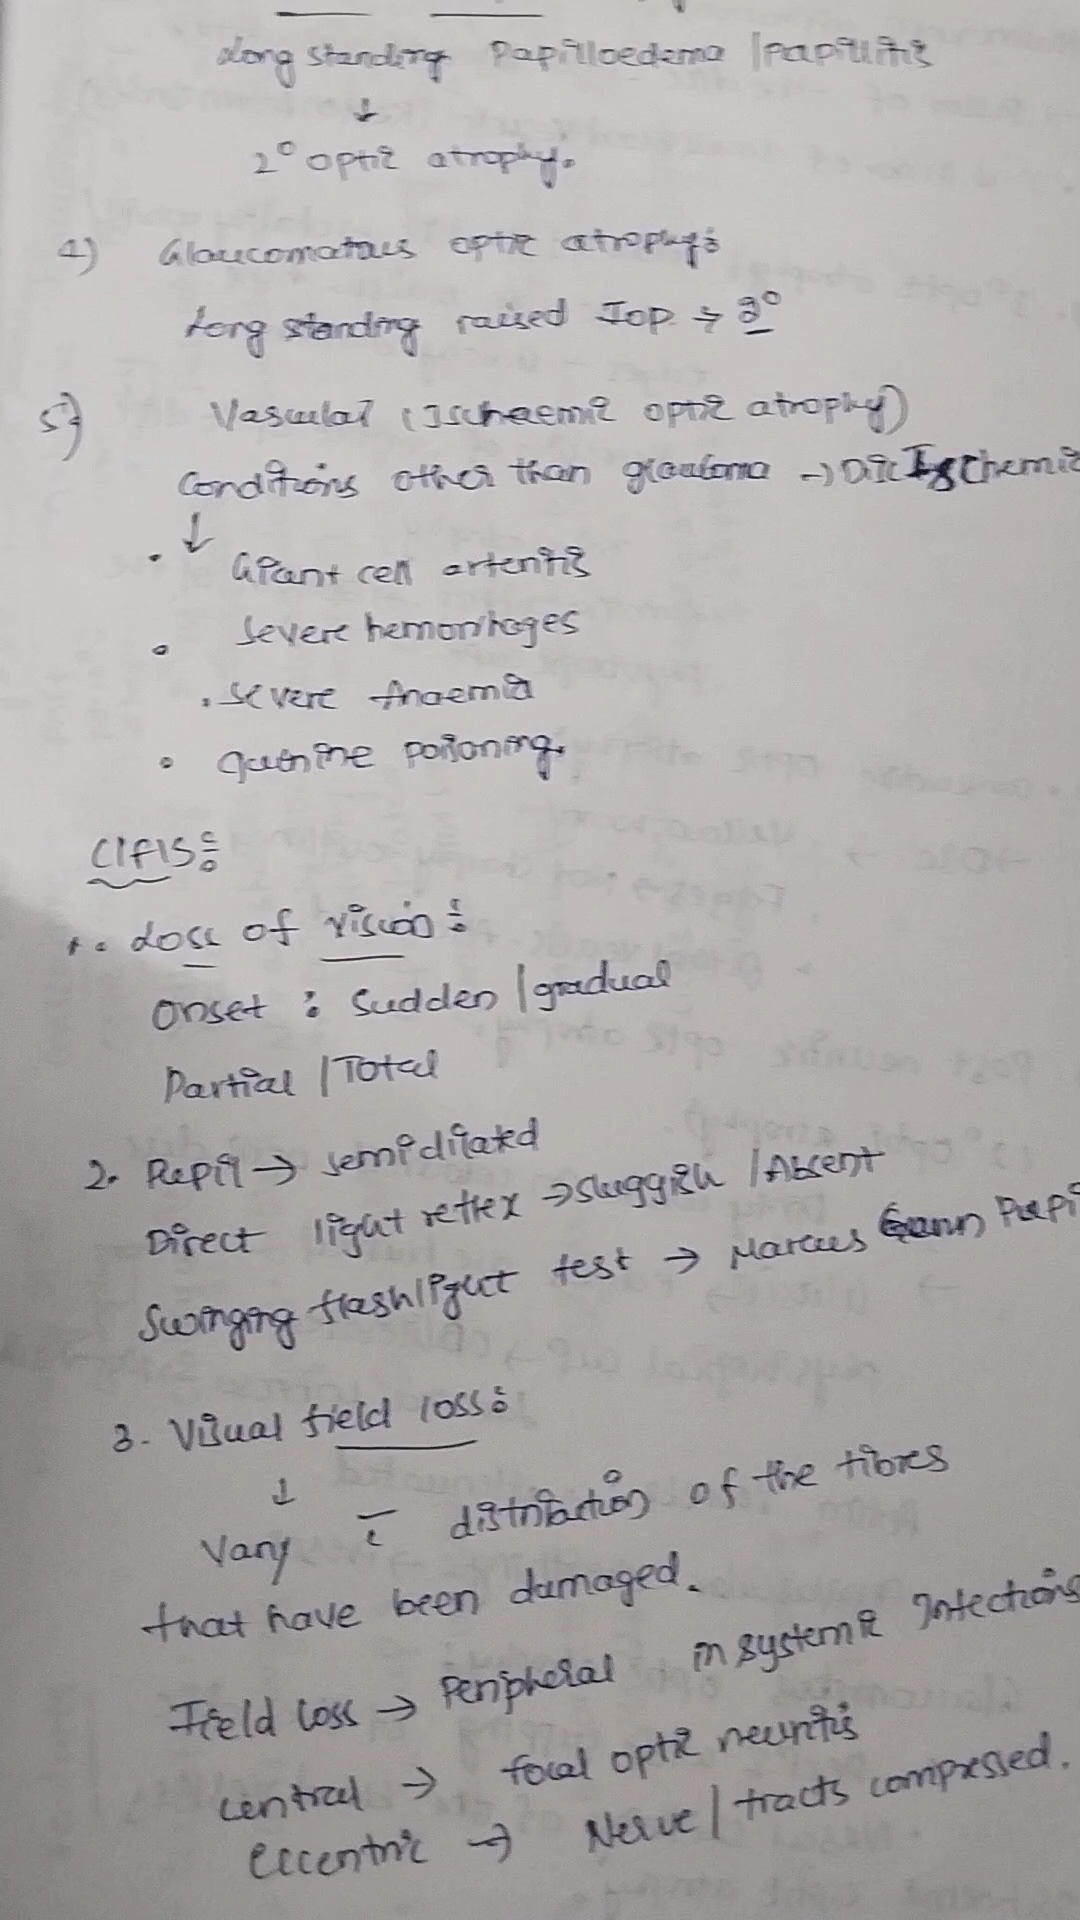 Long standing Papilloedema / papillitis
↓
2° optic atrophy.
4) Glaucomatous optic atrophy:
Long standing raised IOP → 2°
5) Vascular (Ischaemic optic atrophy)
Conditions other than glaucoma → Disc Ischemia
↓
• Giant cell arteritis
• Severe hemorrhages
• severe Anaemia
• Quinine poisoning.
ClFlS:
1. Loss of vision:
Onset: Sudden / gradual
Partial / Total
2. Pupil → semidilated
Direct light reflex → sluggish / Absent
Swinging flashlight test → Marcus Gunn Pupi
3. Visual field loss:
↓
Vary c̄ distribution of the fibres
that have been damaged.
Field loss → Peripheral in systemic Infections
central → focal optic neuritis
eccentric → Nerve / tracts compressed.